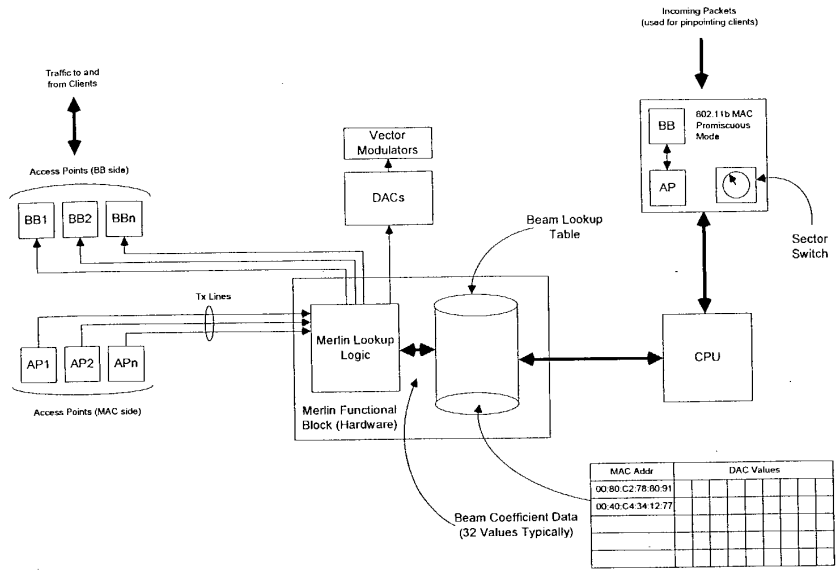 Incoming Packets
(used for pinpointing clients)
Traffic to and
from Clients
802.11b MAC
Promiscuous
Mode
BB
AP
Vector
Modulators
DACs
Access Points (BB side)
BB1 BB2 BBn
Beam Lookup
Table
Sector
Switch
Tx Lines
Merlin Lookup
Logic
CPU
AP1 AP2 APn
Access Points (MAC side)
Merlin Functional
Block (Hardware)
MAC Addr DAC Values
00:80:C2:78:80:91
00:40:C4:34:12:77
Beam Coefficient Data
(32 Values Typically)